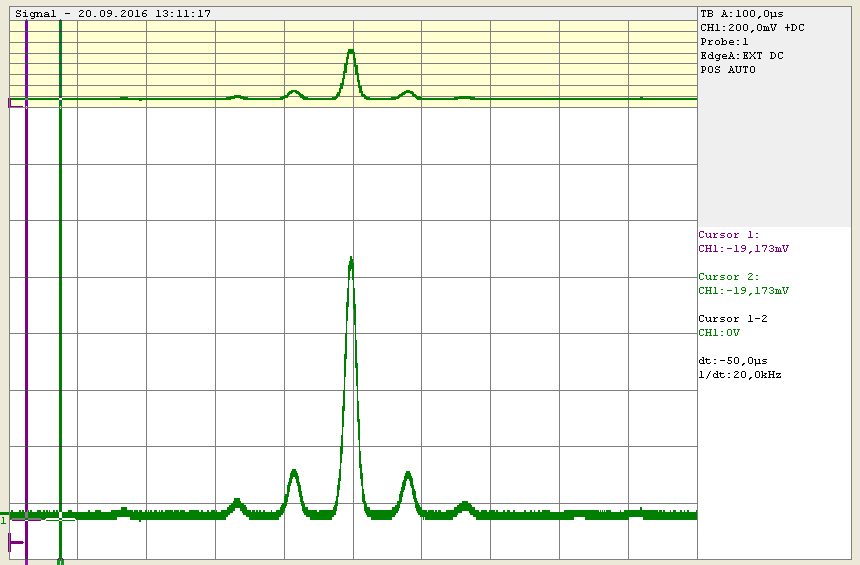 Signal - 20.09.2016 13:11:17
TB A:100,0µs
CH1:200,0mV +DC
Probe:1
EdgeA:EXT DC
POS AUTO
Cursor 1:
CH1:-19,173mV
Cursor 2:
CH1:-19,173mV
Cursor 1-2
CH1:0V
dt:-50,0µs
1/dt:20,0kHz
1